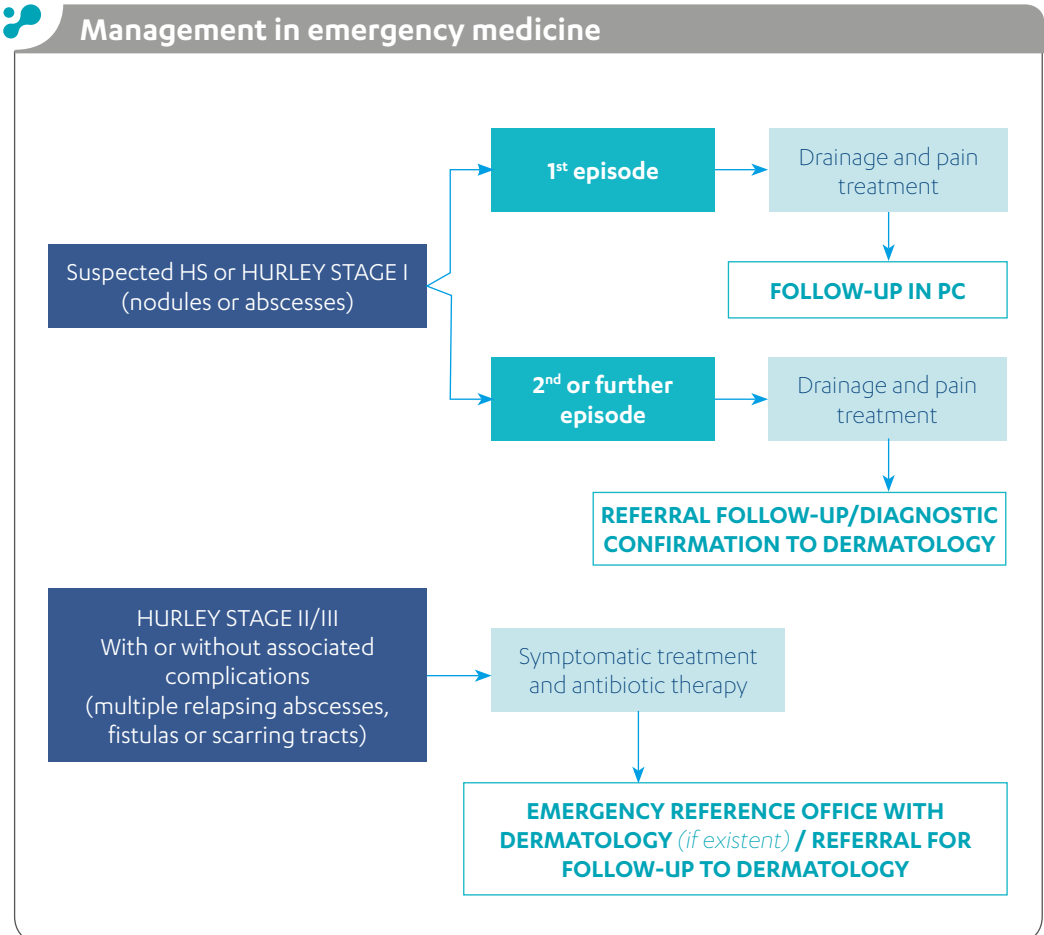 Management in emergency medicine
1st episode
Drainage and pain
treatment
Suspected HS or HURLEY STAGE I
(nodules or abscesses)
FOLLOW-UP IN PC
2nd or further
episode
Drainage and pain
treatment
REFERRAL FOLLOW-UP/DIAGNOSTIC
CONFIRMATION TO DERMATOLOGY
HURLEY STAGE II/III
With or without associated
complications
(multiple relapsing abscesses,
fistulas or scarring tracts)
Symptomatic treatment
and antibiotic therapy
EMERGENCY REFERENCE OFFICE WITH
DERMATOLOGY (if existent) / REFERRAL FOR
FOLLOW-UP TO DERMATOLOGY